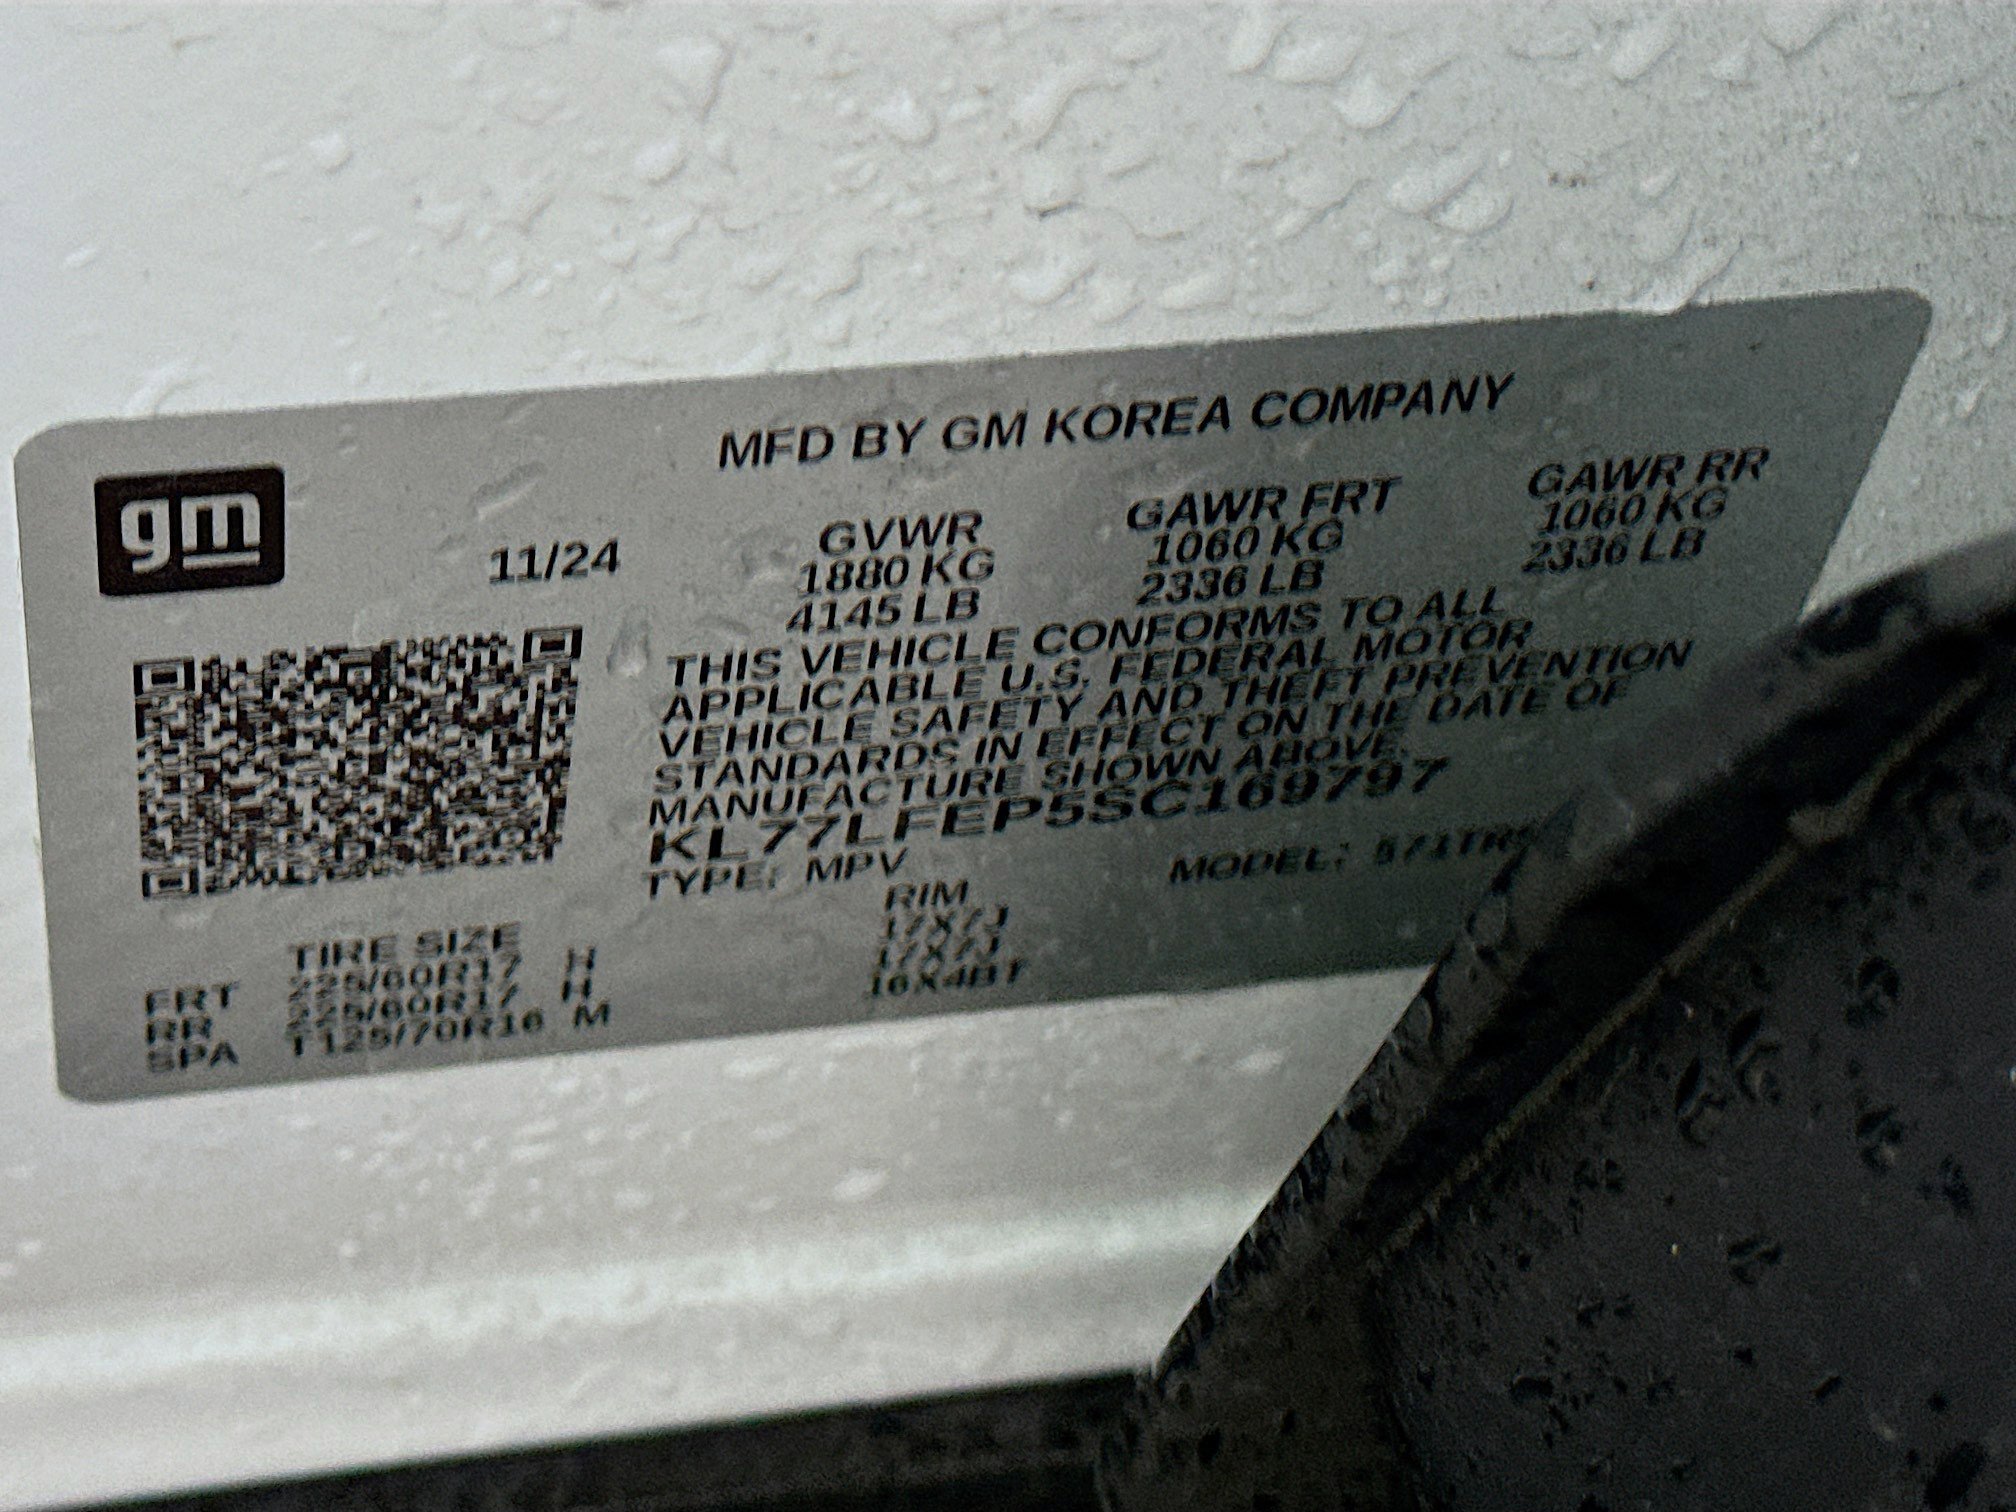 MFD BY GM KOREA COMPANY
gm
11/24
GVWR GAWR FRT GAWR RR
1880 KG 1060 KG 1060 KG
4145 LB 2336 LB 2336 LB
THIS VEHICLE CONFORMS TO ALL
APPLICABLE U.S. FEDERAL MOTOR
VEHICLE SAFETY AND THEFT PREVENTION
STANDARDS IN EFFECT ON THE DATE OF
MANUFACTURE SHOWN ABOVE.
KL77LFEP5SC169797
TYPE: MPV MODEL:
TIRE SIZE RIM
FRT 225/60R17 H 17X7J
RR 225/60R17 H 17X7J
SPA T125/70R16 M 16X4BT